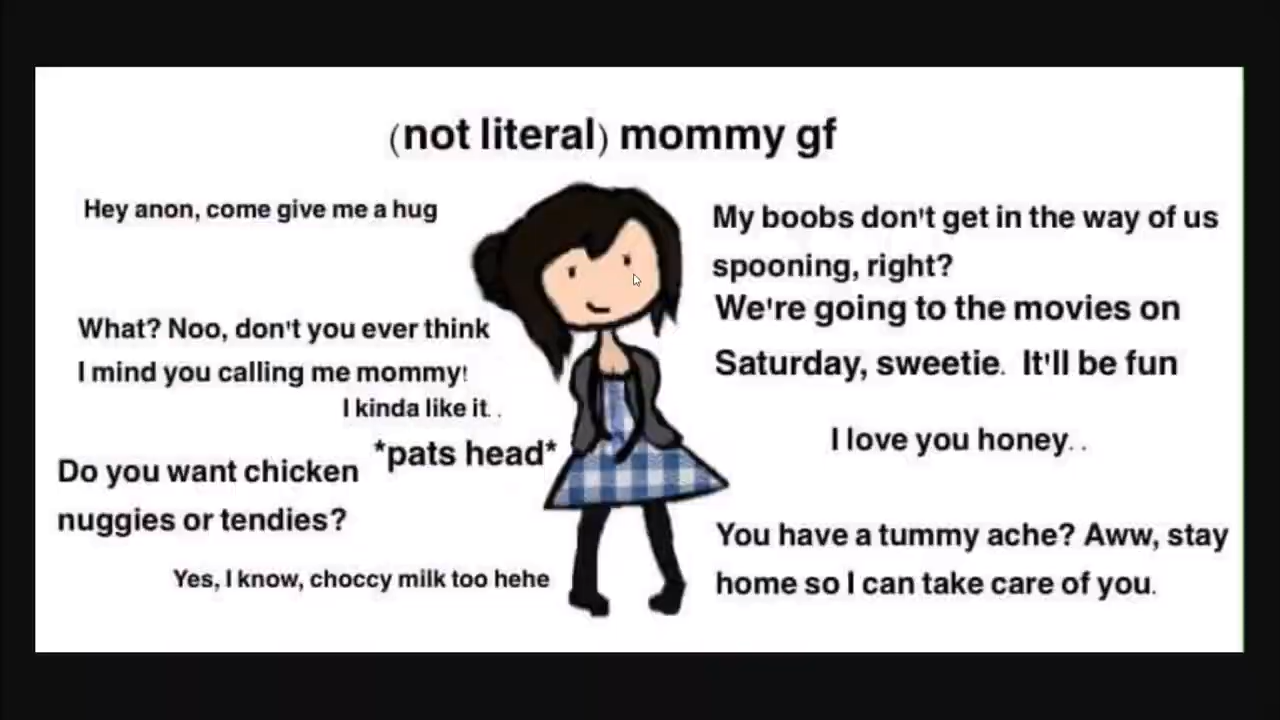 (not literal) mommy gf
Hey anon, come give me a hug
What? Noo, don't you ever think
I mind you calling me mommy!
I kinda like it. .
*pats head*
Do you want chicken
nuggies or tendies?
Yes, I know, choccy milk too hehe
My boobs don't get in the way of us
spooning, right?
We're going to the movies on
Saturday, sweetie. It'll be fun
I love you honey. .
You have a tummy ache? Aww, stay
home so I can take care of you.